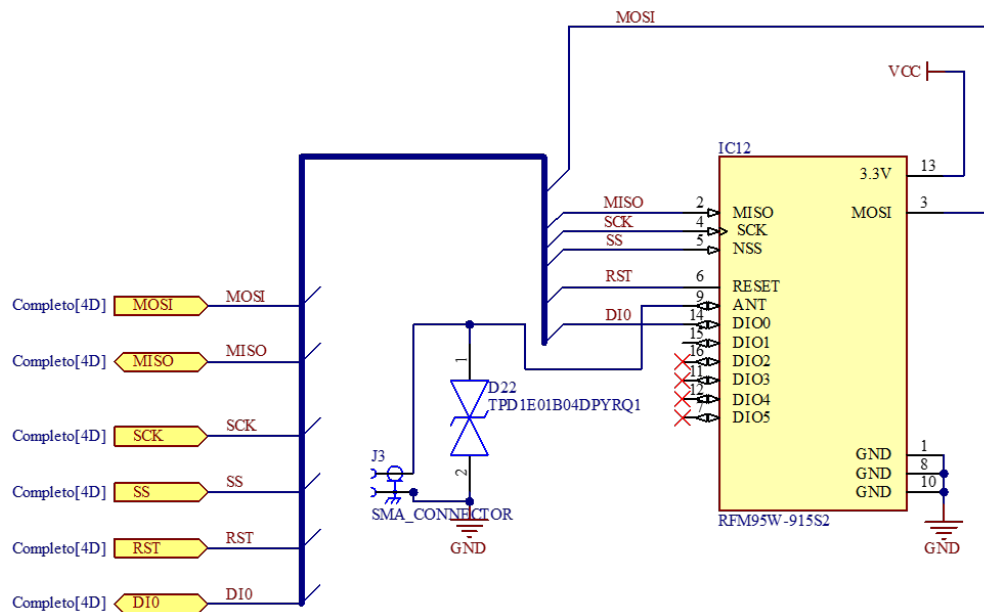 MOSI
VCC
IC12
3.3V 13
MOSI 3
MISO 2 MISO
SCK 4 SCK
SS 5 NSS
RST 6 RESET
9 ANT
DI0 14 DIO0
15 DIO1
16 DIO2
11 DIO3
12 DIO4
7 DIO5
GND 1
GND 8
GND 10
RFM95W-915S2
GND
Completo[4D] MOSI MOSI
Completo[4D] MISO MISO
Completo[4D] SCK SCK
Completo[4D] SS SS
Completo[4D] RST RST
Completo[4D] DI0 DI0
1
D22
TPD1E01B04DPYRQ1
2
J3
SMA_CONNECTOR
GND